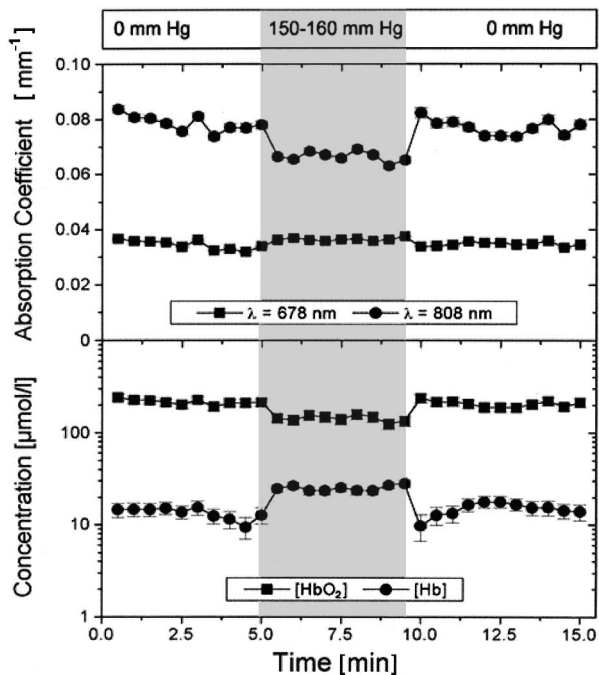 0 mm Hg 150-160 mm Hg 0 mm Hg
Absorption Coefficient [ mm⁻¹ ]
0.10
0.08
0.06
0.04
0.02
0
λ = 678 nm λ = 808 nm
Concentration [µmol/l]
100
10
1
[HbO₂] [Hb]
0.0 2.5 5.0 7.5 10.0 12.5 15.0
Time [min]